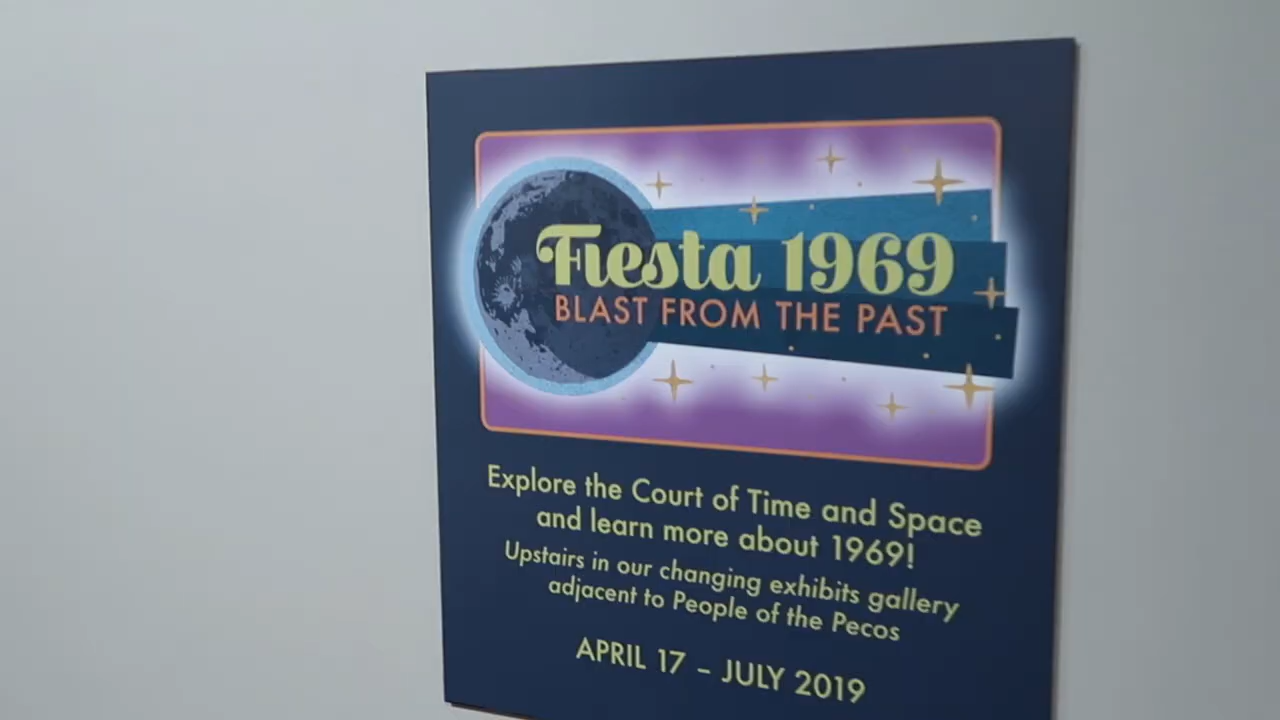 Fiesta 1969
BLAST FROM THE PAST
Explore the Court of Time and Space
and learn more about 1969!
Upstairs in our changing exhibits gallery
adjacent to People of the Pecos
APRIL 17 – JULY 2019